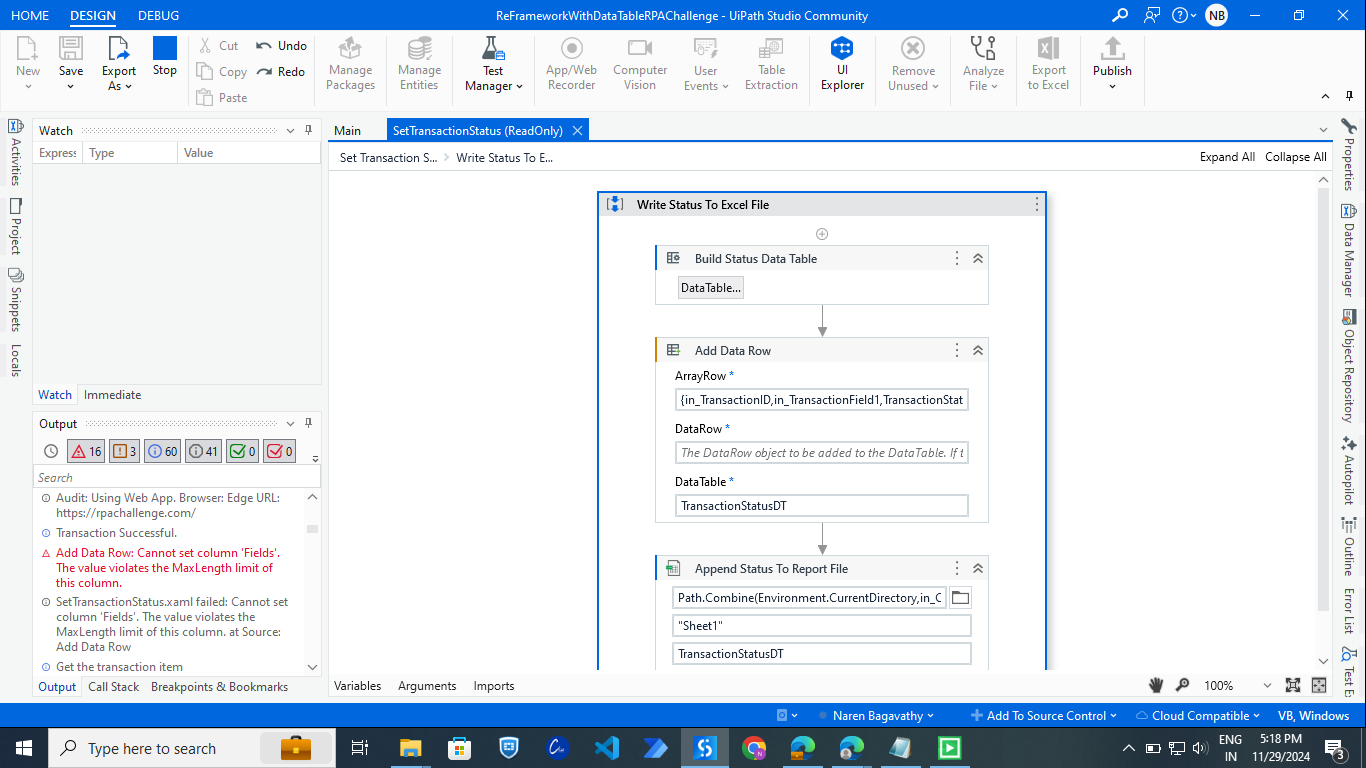 HOME DESIGN DEBUG ReFrameworkWithDataTableRPAChallenge - UiPath Studio Community NB
New Save Export As Stop Cut Copy Paste Undo Redo Manage Packages Manage Entities Test Manager App/Web Recorder Computer Vision User Events Table Extraction UI Explorer Remove Unused Analyze File Export to Excel Publish
Activities
Project
Snippets
Locals
Watch
Express Type Value
Watch Immediate
Output
16 3 60 41 0 0
Search
Audit: Using Web App. Browser: Edge URL:
https://rpachallenge.com/
Transaction Successful.
Add Data Row: Cannot set column 'Fields'.
The value violates the MaxLength limit of
this column.
SetTransactionStatus.xaml failed: Cannot set
column 'Fields'. The value violates the
MaxLength limit of this column. at Source:
Add Data Row
Get the transaction item
Output Call Stack Breakpoints & Bookmarks
Main SetTransactionStatus (ReadOnly)
Set Transaction S... Write Status To E... Expand All Collapse All
Write Status To Excel File
Build Status Data Table
DataTable...
Add Data Row
ArrayRow *
{in_TransactionID,in_TransactionField1,TransactionStat
DataRow *
The DataRow object to be added to the DataTable. If t
DataTable *
TransactionStatusDT
Append Status To Report File
Path.Combine(Environment.CurrentDirectory,in_C
"Sheet1"
TransactionStatusDT
Variables Arguments Imports 100%
Properties
Data Manager
Object Repository
Autopilot
Outline
Error List
Test E
Naren Bagavathy Add To Source Control Cloud Compatible VB, Windows
Type here to search
ENG
IN
5:18 PM
11/29/2024
3